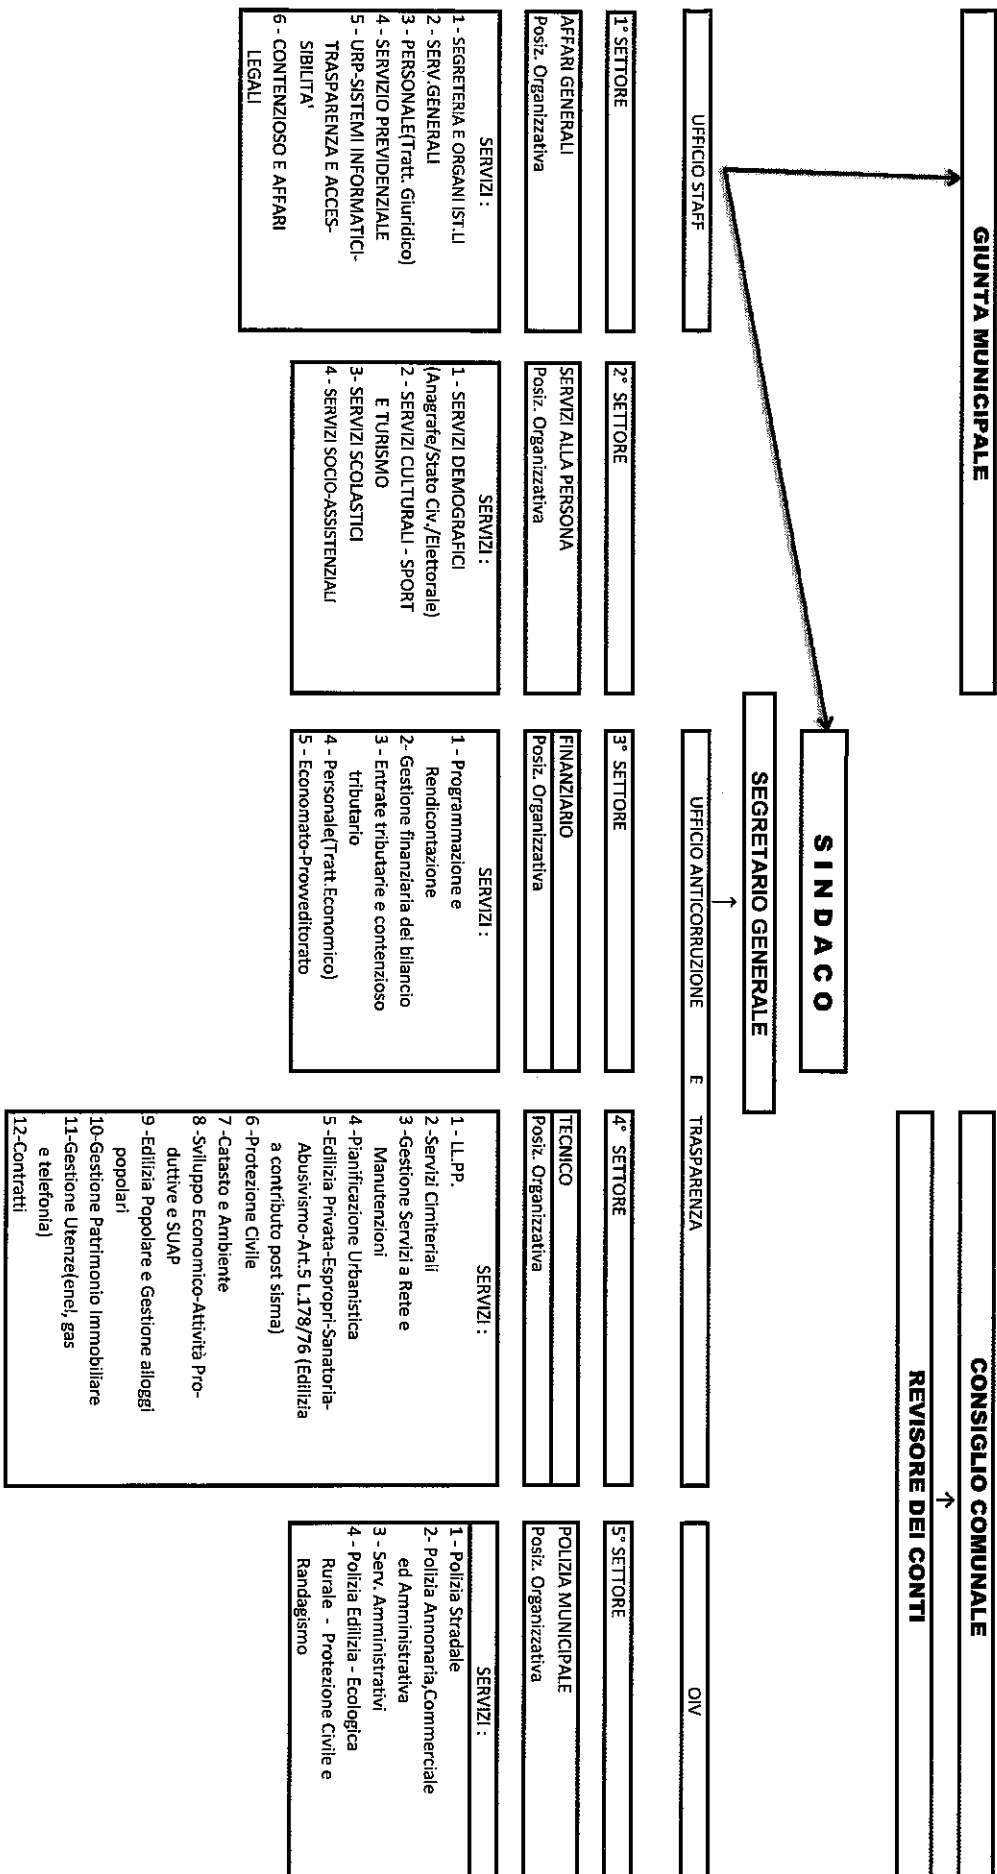 GIUNTA MUNICIPALE
CONSIGLIO COMUNALE
↑
REVISORE DEI CONTI
S I N D A C O
SEGRETARIO GENERALE
↑
UFFICIO STAFF
UFFICIO ANTICORRUZIONE E TRASPARENZA
OIV
1° SETTORE
AFFARI GENERALI
Posiz. Organizzativa
SERVIZI :
1 - SEGRETERIA E ORGANI IST.LI
2 - SERV.GENERALI
3 - PERSONALE(Tratt. Giuridico)
4 - SERVIZIO PREVIDENZIALE
5 - URP-SISTEMI INFORMATICI-
TRASPARENZA E ACCES-
SIBILITA'
6 - CONTENZIOSO E AFFARI
LEGALI
2° SETTORE
SERVIZI ALLA PERSONA
Posiz. Organizzativa
SERVIZI :
1 - SERVIZI DEMOGRAFICI
(Anagrafe/Stato Civ./Elettorale)
2 - SERVIZI CULTURALI - SPORT
E TURISMO
3- SERVIZI SCOLASTICI
4 - SERVIZI SOCIO-ASSISTENZIALI
3° SETTORE
FINANZIARIO
Posiz. Organizzativa
SERVIZI :
1 - Programmazione e
Rendicontazione
2- Gestione finanziaria del bilancio
3 - Entrate tributarie e contenzioso
tributario
4 - Personale(Tratt.Economico)
5 - Economato-Provveditorato
4° SETTORE
TECNICO
Posiz. Organizzativa
SERVIZI :
1 - LL.PP.
2 -Servizi Cimiteriali
3 -Gestione Servizi a Rete e
Manutenzioni
4 -Pianificazione Urbanistica
5 -Edilizia Privata-Espropri-Sanatoria-
Abusivismo-Art.5 L.178/76 (Edilizia
a contributo post sisma)
6 -Protezione Civile
7 -Catasto e Ambiente
8 -Sviluppo Economico-Attività Pro-
duttive e SUAP
9 -Edilizia Popolare e Gestione alloggi
popolari
10-Gestione Patrimonio Immobiliare
11-Gestione Utenze(enel, gas
e telefonia)
12-Contratti
5° SETTORE
POLIZIA MUNICIPALE
Posiz. Organizzativa
SERVIZI :
1 - Polizia Stradale
2- Polizia Annonaria,Commerciale
ed Amministrativa
3 - Serv. Amministrativi
4 - Polizia Edilizia - Ecologica
Rurale - Protezione Civile e
Randagismo